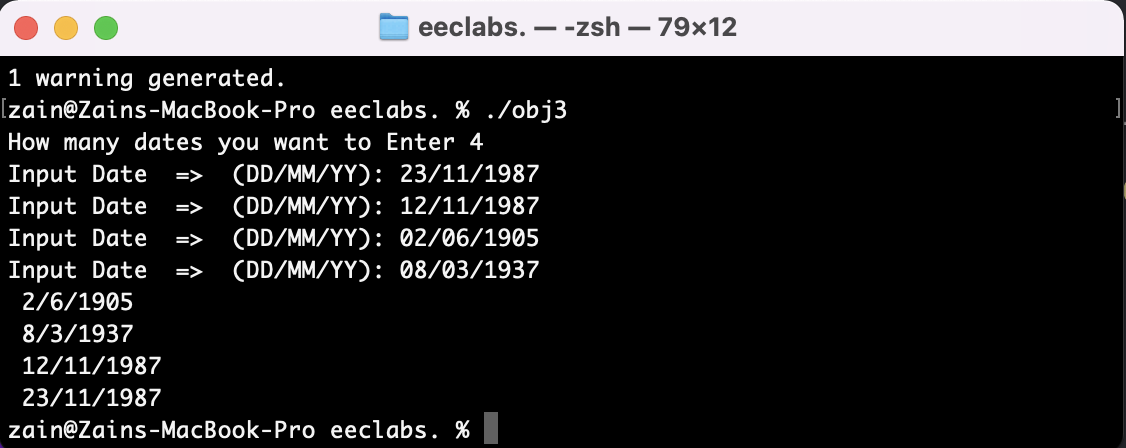 eeclabs. — -zsh — 79×12
1 warning generated.
[zain@Zains-MacBook-Pro eeclabs. % ./obj3 ]
How many dates you want to Enter 4
Input Date  =>  (DD/MM/YY): 23/11/1987
Input Date  =>  (DD/MM/YY): 12/11/1987
Input Date  =>  (DD/MM/YY): 02/06/1905
Input Date  =>  (DD/MM/YY): 08/03/1937
 2/6/1905
 8/3/1937
 12/11/1987
 23/11/1987
zain@Zains-MacBook-Pro eeclabs. %